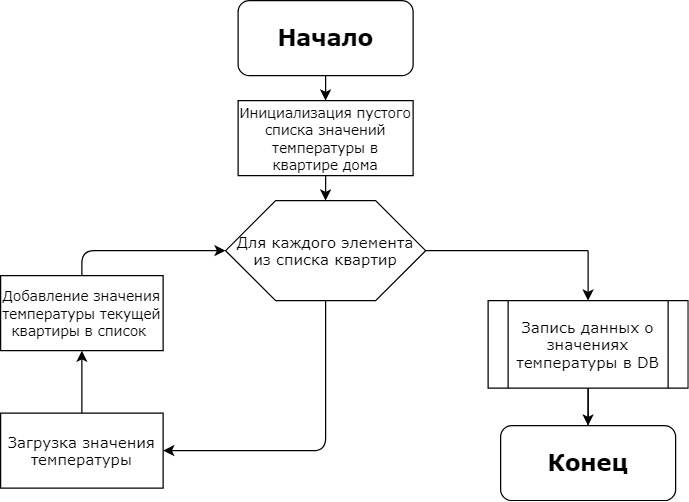 Начало
Инициализация пустого
списка значений
температуры в
квартире дома
Для каждого элемента
из списка квартир
Добавление значения
температуры текущей
квартиры в список
Загрузка значения
температуры
Запись данных о
значениях
температуры в DB
Конец